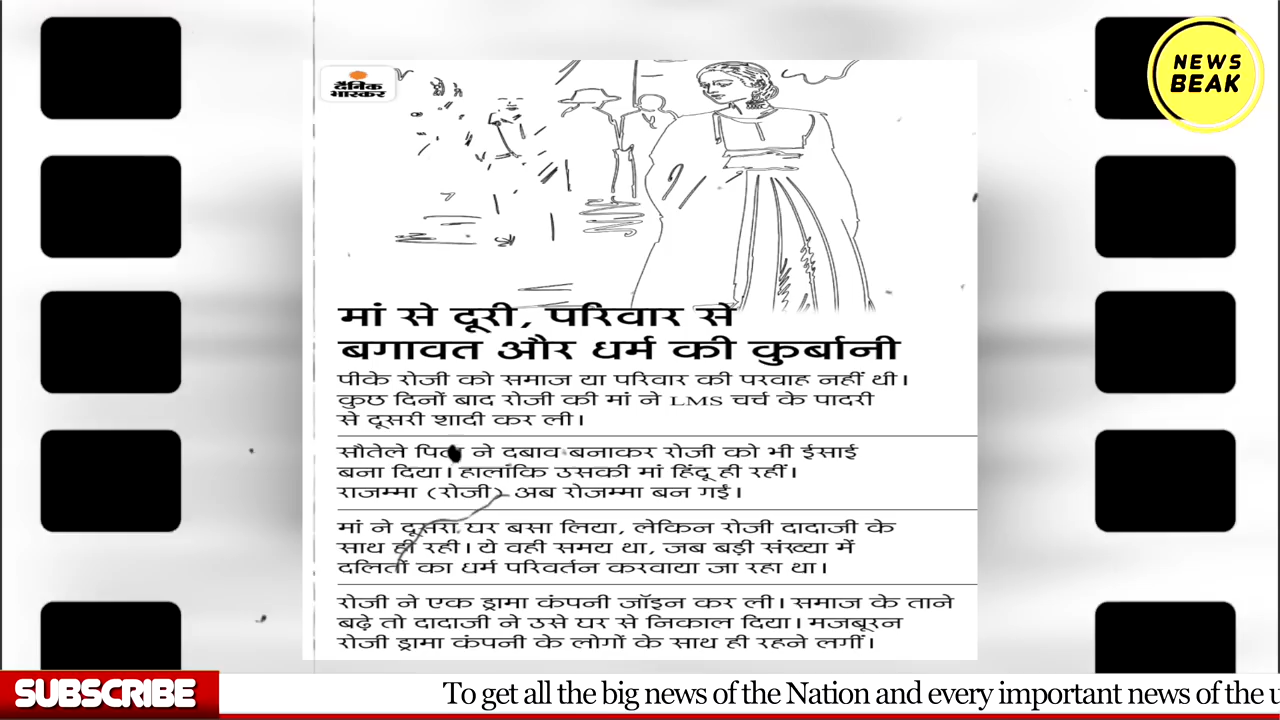 दैनिक
भास्कर
NEWS
BEAK
मां से दूरी, परिवार से
बगावत और धर्म की कुर्बानी
पीके रोजी को समाज या परिवार की परवाह नहीं थी।
कुछ दिनों बाद रोजी की मां ने LMS चर्च के पादरी
से दूसरी शादी कर ली।
सौतेले पिता ने दबाव बनाकर रोजी को भी ईसाई
बना दिया। हालांकि उसकी मां हिंदू ही रहीं।
राजम्मा (रोजी) अब रोजम्मा बन गईं।
मां ने दूसरा घर बसा लिया, लेकिन रोजी दादाजी के
साथ ही रही। ये वही समय था, जब बड़ी संख्या में
दलितों का धर्म परिवर्तन करवाया जा रहा था।
रोजी ने एक ड्रामा कंपनी जॉइन कर ली। समाज के ताने
बढ़े तो दादाजी ने उसे घर से निकाल दिया। मजबूरन
रोजी ड्रामा कंपनी के लोगों के साथ ही रहने लगीं।
SUBSCRIBE
To get all the big news of the Nation and every important news of the